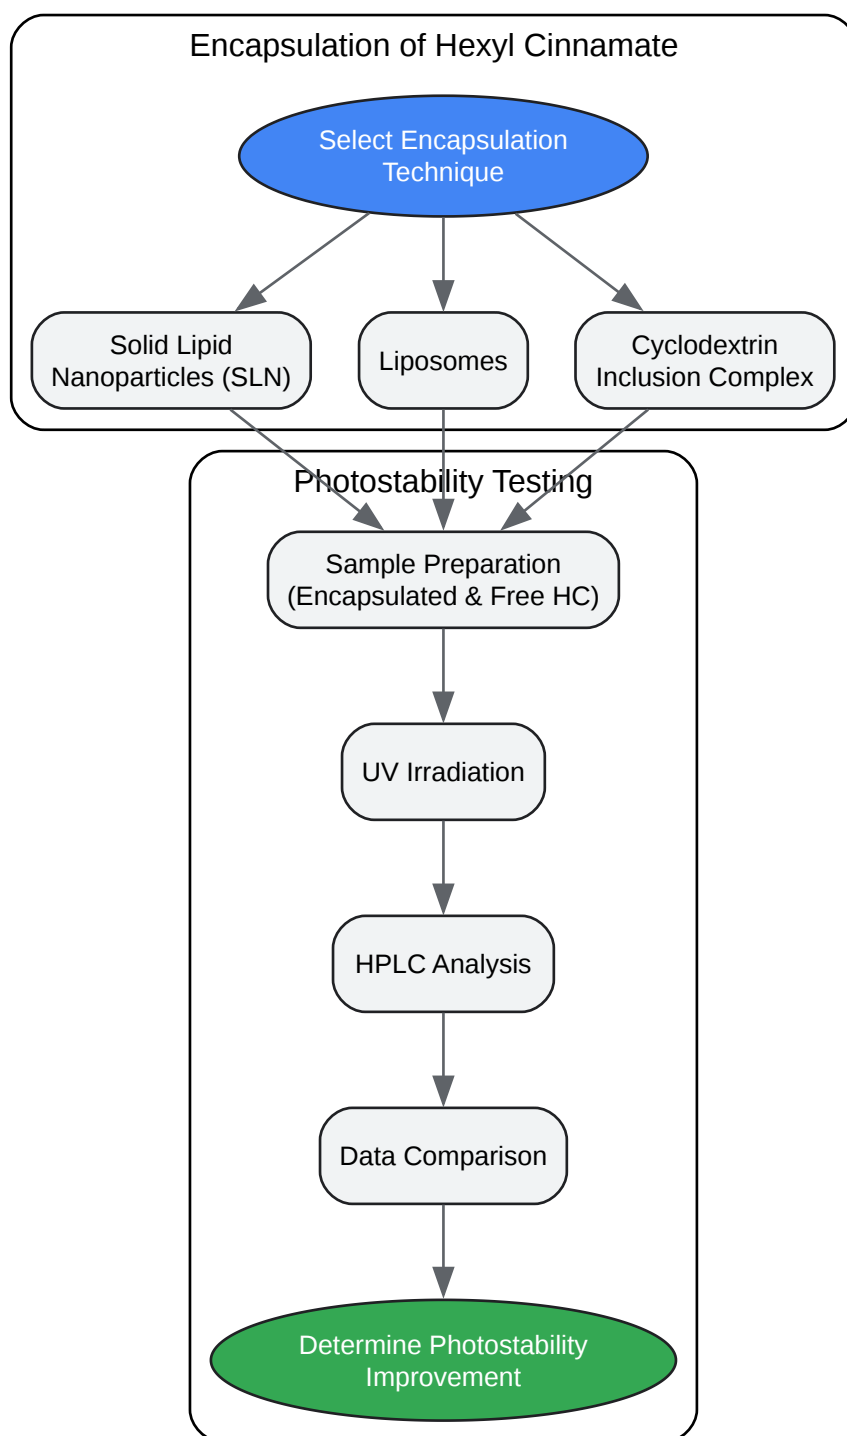 Encapsulation of Hexyl Cinnamate
Select Encapsulation
Technique
Solid Lipid
Nanoparticles (SLN)
Liposomes
Cyclodextrin
Inclusion Complex
Photostability Testing
Sample Preparation
(Encapsulated & Free HC)
UV Irradiation
HPLC Analysis
Data Comparison
Determine Photostability
Improvement